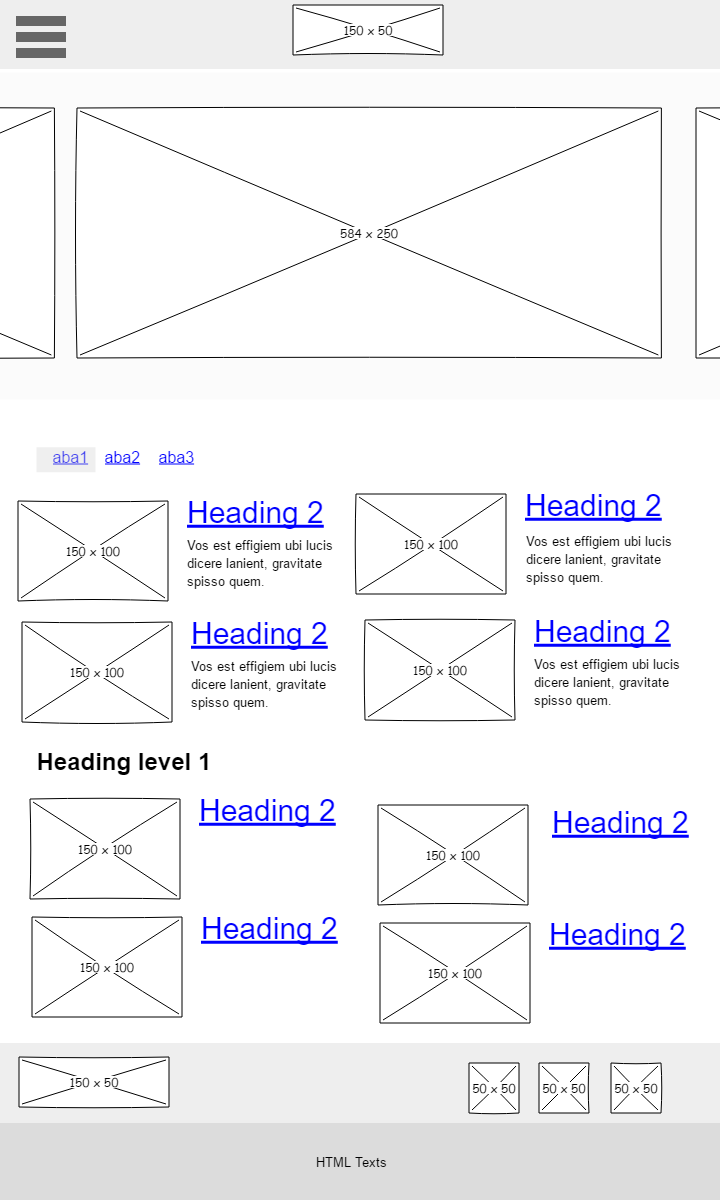 150 x 50
584 x 250
aba1 aba2 aba3
150 x 100
Heading 2
Vos est effigiem ubi lucis
dicere lanient, gravitate
spisso quem.
150 x 100
Heading 2
Vos est effigiem ubi lucis
dicere lanient, gravitate
spisso quem.
150 x 100
Heading 2
Vos est effigiem ubi lucis
dicere lanient, gravitate
spisso quem.
150 x 100
Heading 2
Vos est effigiem ubi lucis
dicere lanient, gravitate
spisso quem.
Heading level 1
150 x 100
Heading 2
150 x 100
Heading 2
150 x 100
Heading 2
150 x 100
Heading 2
150 x 50
50 x 50
50 x 50
50 x 50
HTML Texts